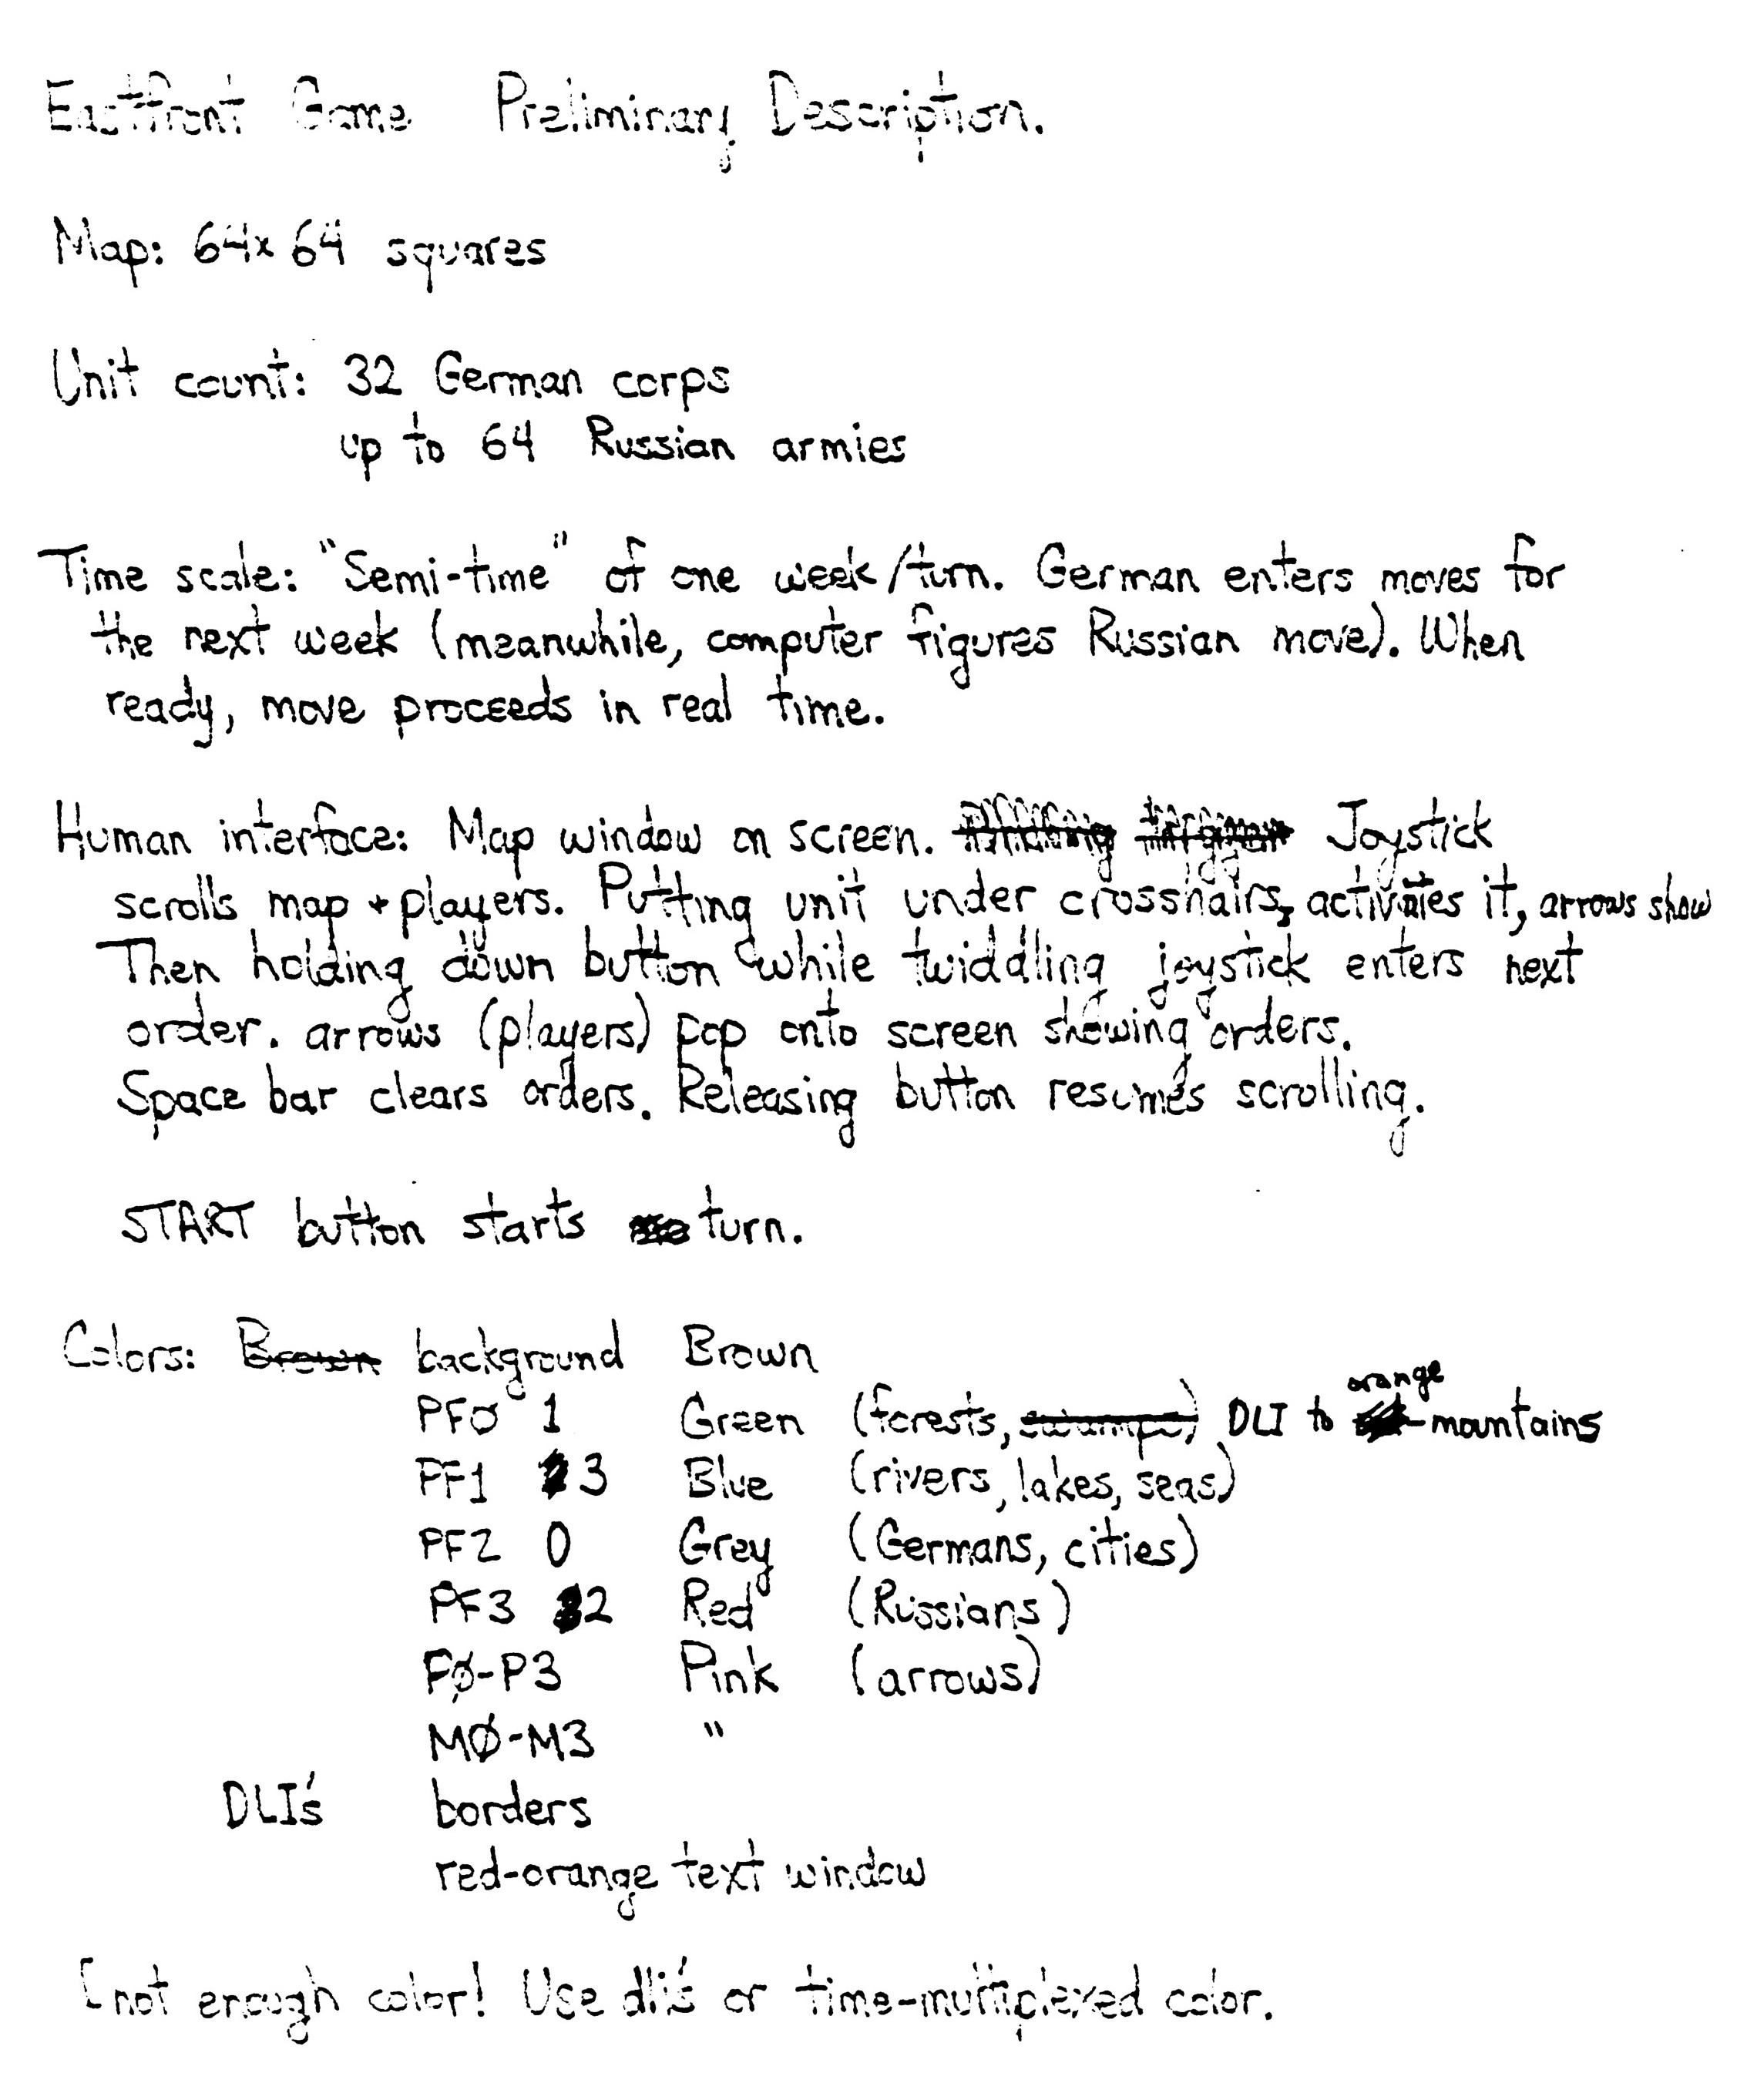 Eastfront Game Preliminary Description.
Map: 64x64 squares
Unit count: 32 German corps
up to 64 Russian armies
Time scale: "Semi-time" of one week/turn. German enters moves for
the next week (meanwhile, computer figures Russian move). When
ready, move proceeds in real time.
Human interface: Map window on screen. Joystick
scrolls map + players. Putting unit under crosshairs, activates it, arrows show
Then holding down button while twiddling joystick enters next
order. arrows (players) pop onto screen showing orders.
Space bar clears orders. Releasing button resumes scrolling.
START button starts turn.
Colors: Brown background Brown
orange
PFØ 1 Green (forests, swamps) DLI to mountains
PF1 3 Blue (rivers, lakes, seas)
PF2 0 Grey (Germans, cities)
PF3 2 Red (Russians)
PØ-P3 Pink (arrows)
MØ-M3 "
DLI's borders
red-orange text window
[not enough color! Use dli's or time-multiplexed color.